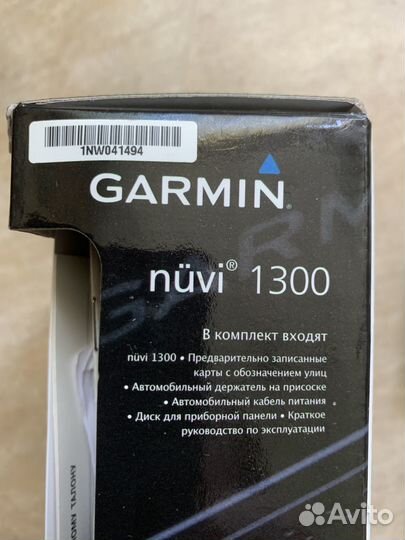 1NW041494
GARMIN
nüvi® 1300
В комплект входят
nüvi 1300 • Предварительно записанные
карты с обозначением улиц
• Автомобильный держатель на присоске
• Автомобильный кабель питания
• Диск для приборной панели • Краткое
руководство по эксплуатации
Avito